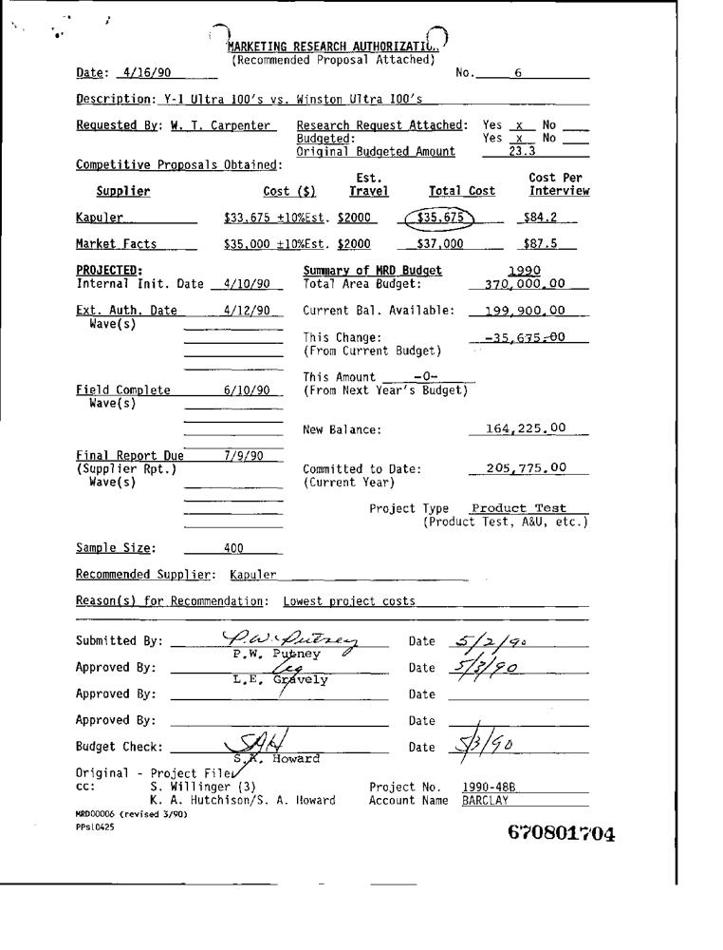 MARKETING RESEARCH AUTHORIZATIO
(Recommended Proposal Attached)
Date: 4/16/90 No. 6
Description: Y-1 Ultra 100's vs. Winston Ultra 100's
Requested By: W. T. Carpenter Research Request Attached: Yes x No
Budgeted: Yes x No
Original Budgeted Amount 23.3
Competitive Proposals Obtained:
Est. Cost Per
Supplier Cost ($) Travel Total Cost Interview
Kapuler $33,675 ±10%Est. $2000 $35,675 $84.2
Market Facts $35,000 ±10%Est. $2000 $37,000 $87.5
PROJECTED: Summary of MRD Budget 1990
Internal Init. Date 4/10/90 Total Area Budget: 370,000.00
Ext. Auth. Date 4/12/90 Current Bal. Available: 199,900.00
Wave(s)
This Change: -35,675.00
(From Current Budget)
This Amount -0-
Field Complete 6/10/90 (From Next Year's Budget)
Wave(s)
New Balance: 164,225.00
Final Report Due 7/9/90
(Supplier Rpt.) Committed to Date: 205,775.00
Wave(s) (Current Year)
Project Type Product Test
(Product Test, A&U, etc.)
Sample Size: 400
Recommended Supplier: Kapuler
Reason(s) for Recommendation: Lowest project costs
Submitted By: P.W. Putney Date 5/2/90
P.W. Putney
Approved By: Leg Date 5/3/90
L.E. Gravely
Approved By: Date
Approved By: Date
Budget Check: SAH Date 5/3/90
S.A. Howard
Original - Project File
cc: S. Willinger (3) Project No. 1990-48B
K. A. Hutchison/S. A. Howard Account Name BARCLAY
MRD00006 (revised 3/90)
PPsl0425
670801704